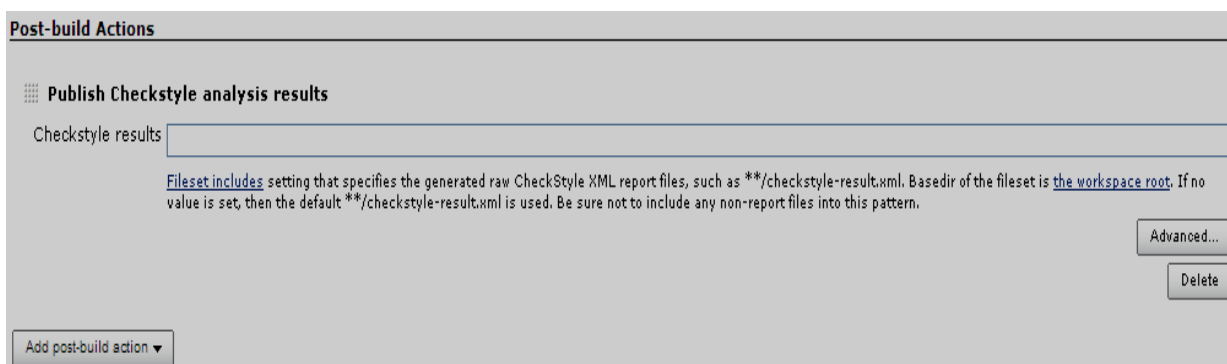 Post-build Actions
Publish Checkstyle analysis results
Checkstyle results
Fileset includes setting that specifies the generated raw CheckStyle XML report files, such as **/checkstyle-result.xml. Basedir of the fileset is the workspace root. If no
value is set, then the default **/checkstyle-result.xml is used. Be sure not to include any non-report files into this pattern.
Advanced...
Delete
Add post-build action